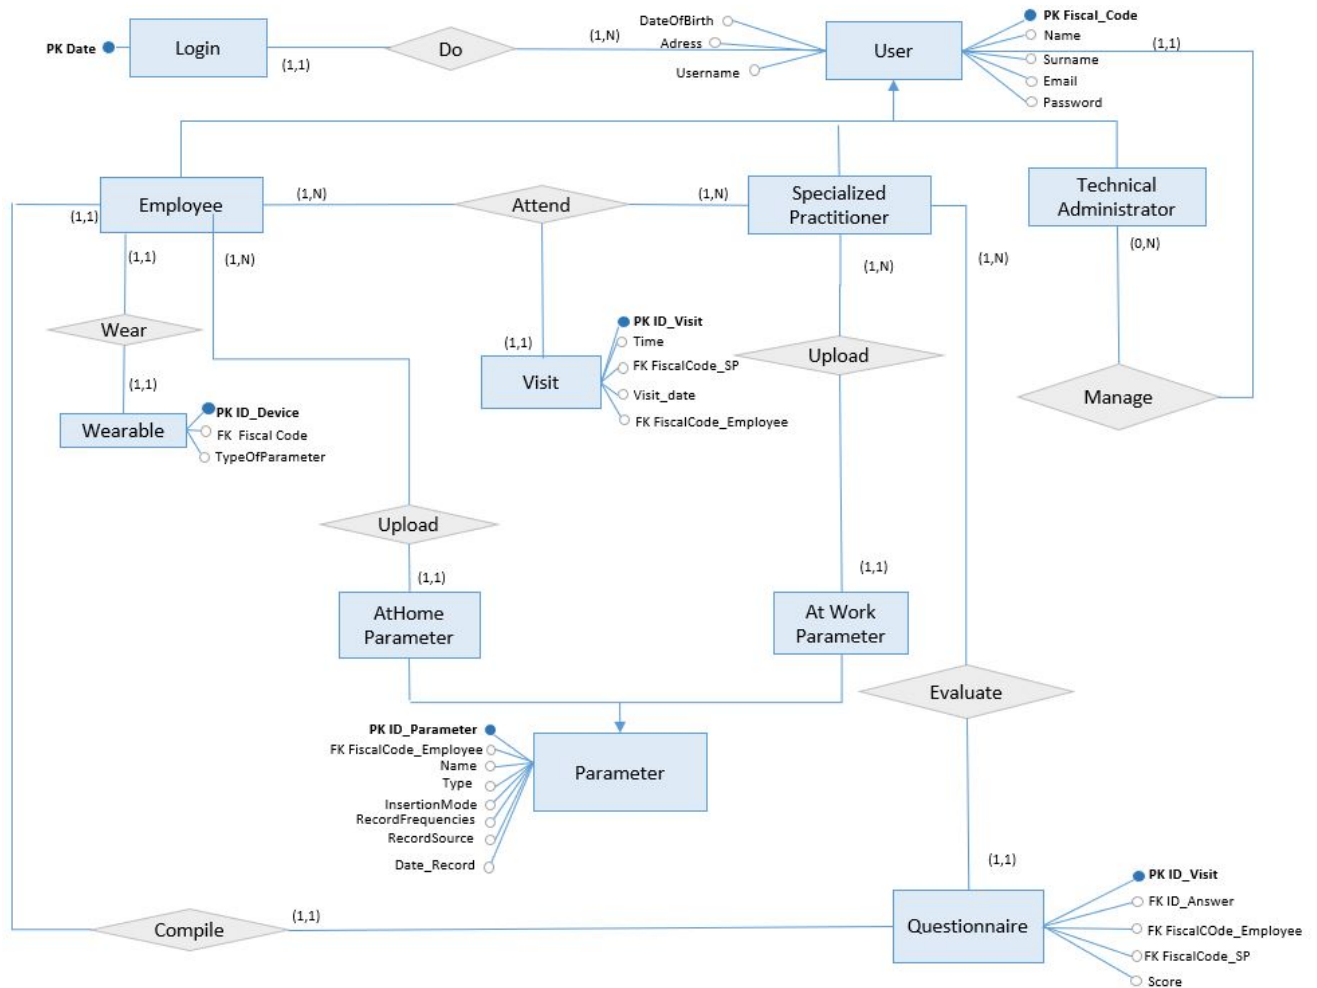 PK Date
Login
(1,1)
Do
(1,N)
DateOfBirth
Adress
Username
User
PK Fiscal_Code
Name
(1,1)
Surname
Email
Password
Employee
(1,1)
(1,N)
Attend
(1,N)
Specialized
Practitioner
Technical
Administrator
(1,1)
(1,N)
(1,N)
(1,N)
(0,N)
Wear
(1,1)
Wearable
PK ID_Device
FK Fiscal Code
TypeOfParameter
(1,1)
Visit
PK ID_Visit
Time
FK FiscalCode_SP
Visit_date
FK FiscalCode_Employee
Upload
Manage
Upload
(1,1)
AtHome
Parameter
(1,1)
At Work
Parameter
Evaluate
PK ID_Parameter
FK FiscalCode_Employee
Name
Type
InsertionMode
RecordFrequencies
RecordSource
Date_Record
Parameter
(1,1)
Compile
(1,1)
Questionnaire
PK ID_Visit
FK ID_Answer
FK FiscalCOde_Employee
FK FiscalCode_SP
Score